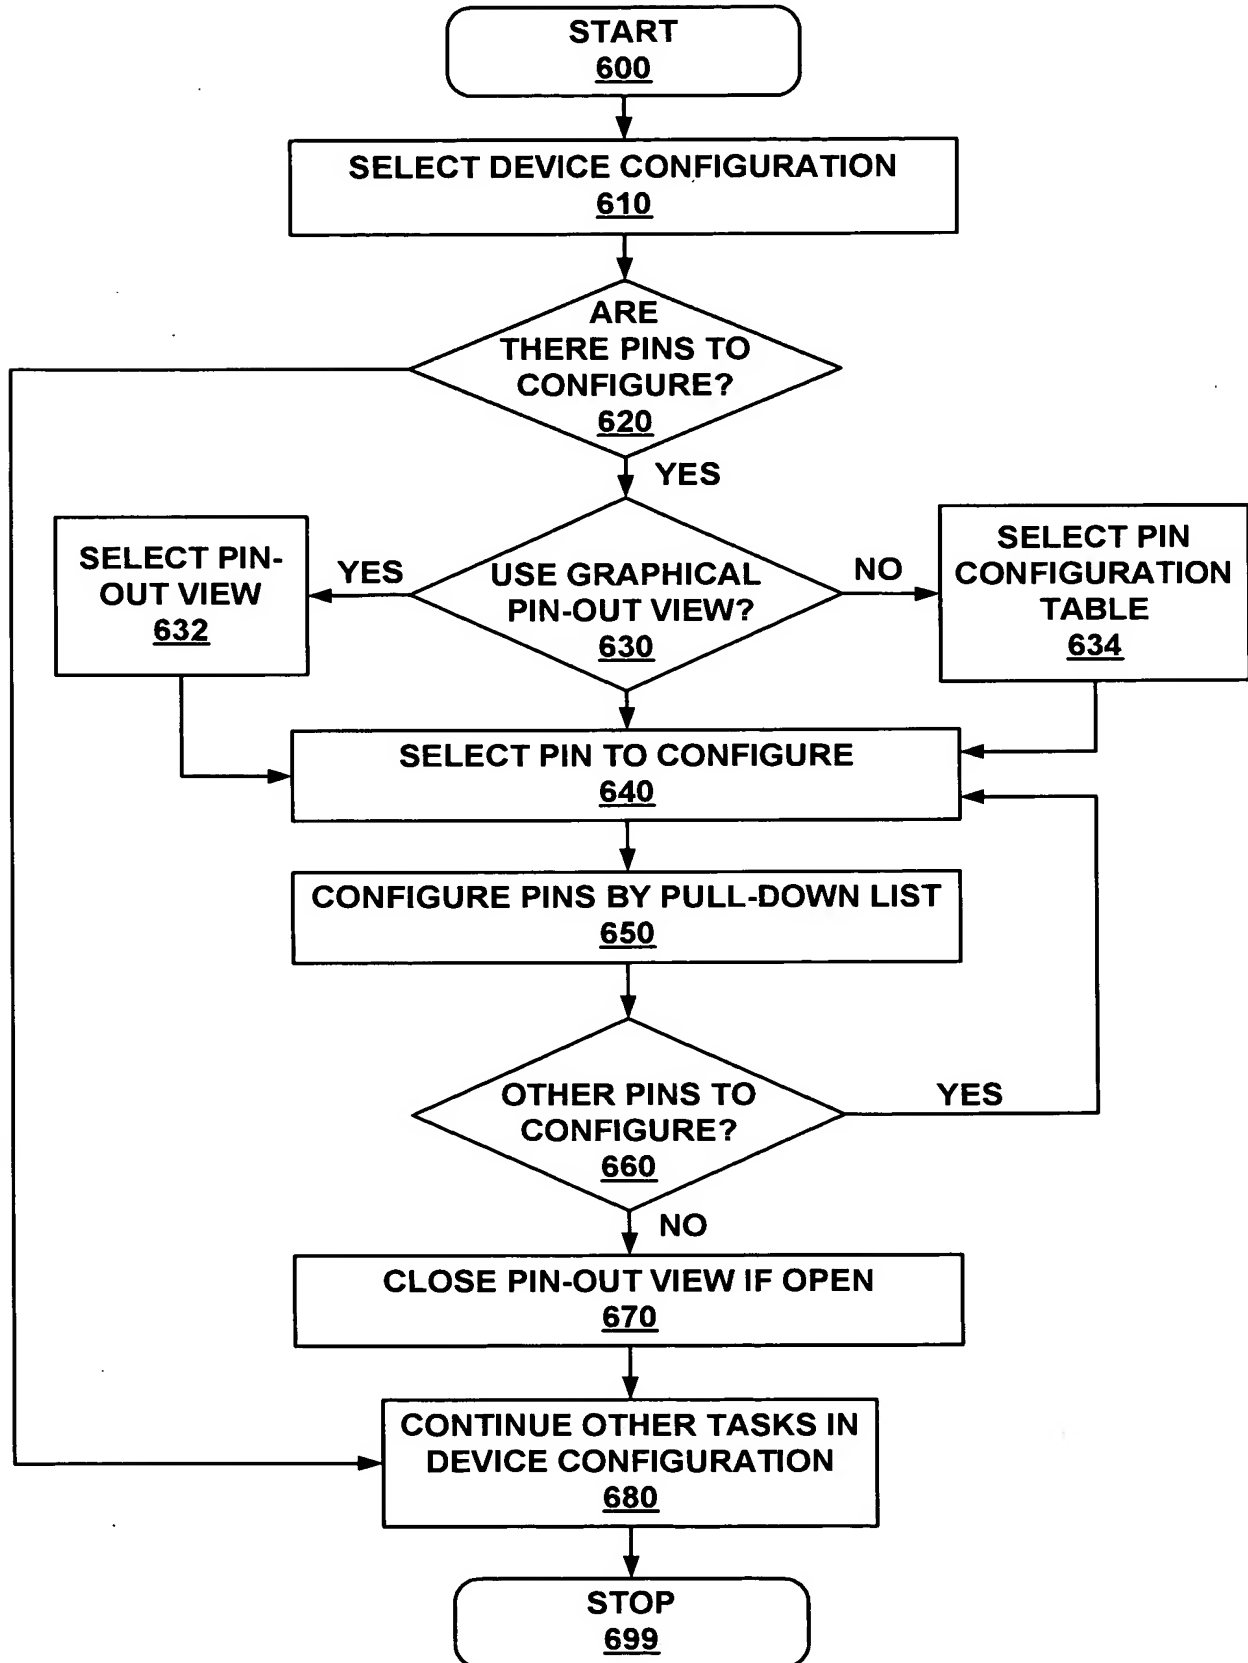 START
600
SELECT DEVICE CONFIGURATION
610
ARE
THERE PINS TO
CONFIGURE?
620
YES
SELECT PIN-
OUT VIEW
632
YES
USE GRAPHICAL
PIN-OUT VIEW?
630
NO
SELECT PIN
CONFIGURATION
TABLE
634
SELECT PIN TO CONFIGURE
640
CONFIGURE PINS BY PULL-DOWN LIST
650
OTHER PINS TO
CONFIGURE?
660
YES
NO
CLOSE PIN-OUT VIEW IF OPEN
670
CONTINUE OTHER TASKS IN
DEVICE CONFIGURATION
680
STOP
699